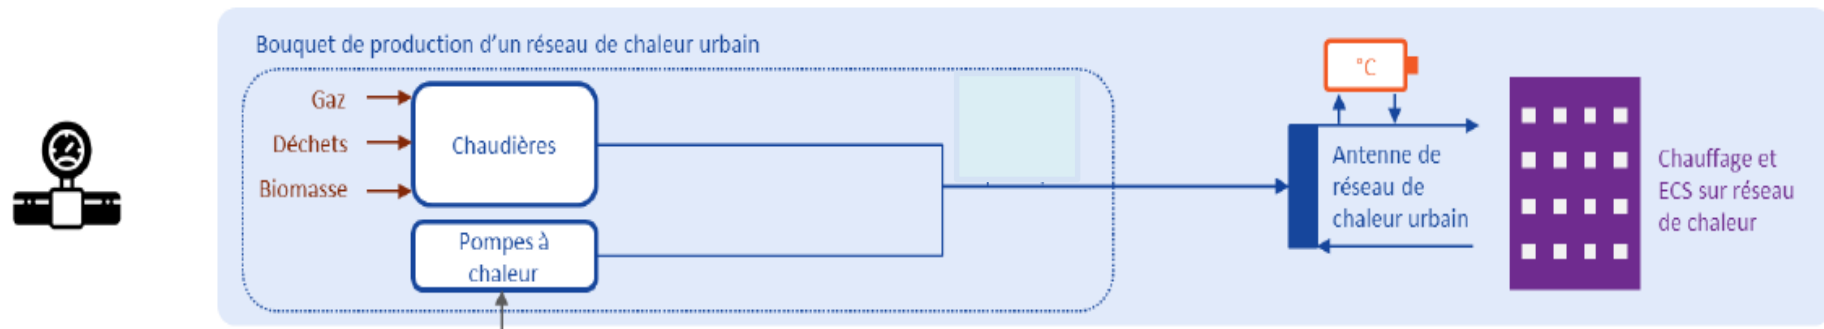 Bouquet de production d'un réseau de chaleur urbain
Gaz
Déchets
Biomasse
Chaudières
Pompes à
chaleur
°C
Antenne de
réseau de
chaleur urbain
Chauffage et
ECS sur réseau
de chaleur